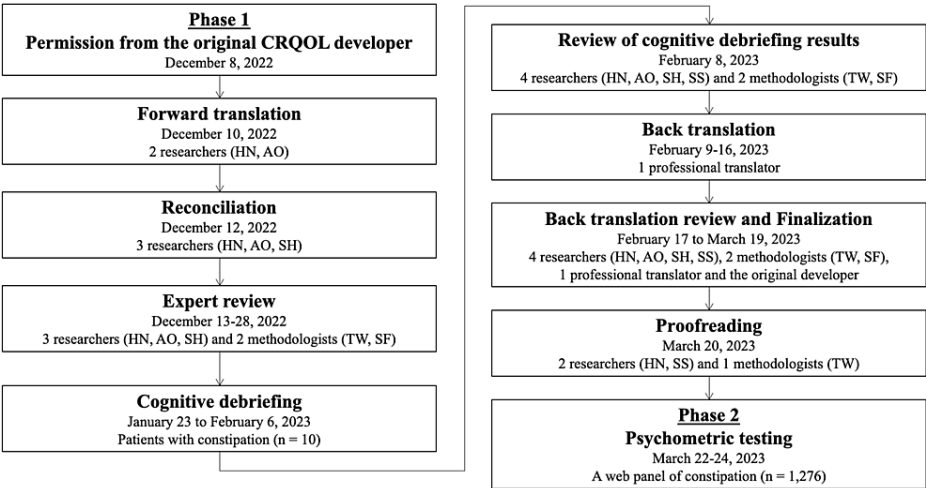 Phase 1
Permission from the original CRQOL developer
December 8, 2022
Forward translation
December 10, 2022
2 researchers (HN, AO)
Reconciliation
December 12, 2022
3 researchers (HN, AO, SH)
Expert review
December 13-28, 2022
3 researchers (HN, AO, SH) and 2 methodologists (TW, SF)
Cognitive debriefing
January 23 to February 6, 2023
Patients with constipation (n = 10)
Review of cognitive debriefing results
February 8, 2023
4 researchers (HN, AO, SH, SS) and 2 methodologists (TW, SF)
Back translation
February 9-16, 2023
1 professional translator
Back translation review and Finalization
February 17 to March 19, 2023
4 researchers (HN, AO, SH, SS), 2 methodologists (TW, SF),
1 professional translator and the original developer
Proofreading
March 20, 2023
2 researchers (HN, SS) and 1 methodologists (TW)
Phase 2
Psychometric testing
March 22-24, 2023
A web panel of constipation (n = 1,276)